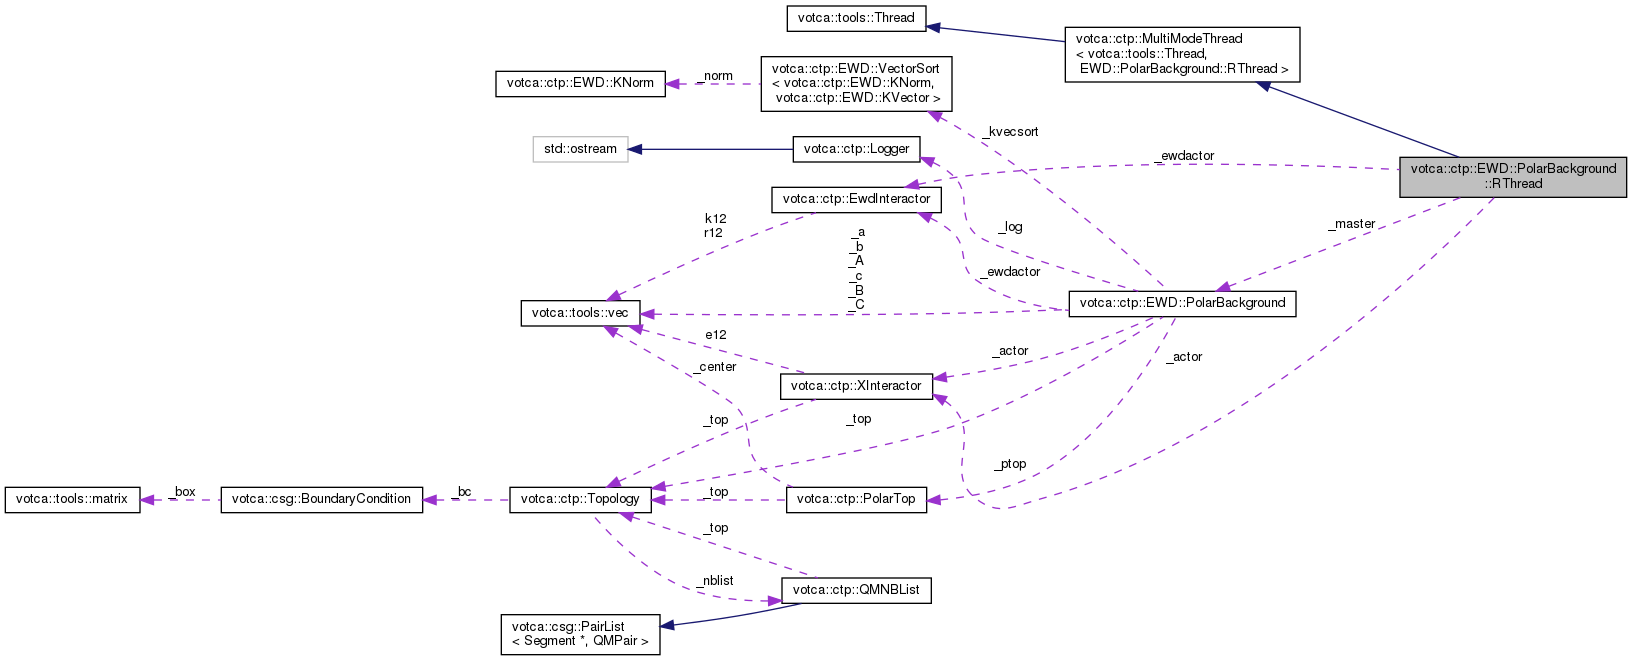 votca::tools::Thread
votca::ctp::MultiModeThread
< votca::tools::Thread,
EWD::PolarBackground::RThread >
votca::ctp::EWD::VectorSort
< votca::ctp::EWD::KNorm,
votca::ctp::EWD::KVector >
_norm
votca::ctp::EWD::KNorm
_kvecsort
std::ostream
votca::ctp::Logger
_ewdactor
votca::ctp::EWD::PolarBackground
::RThread
votca::ctp::EwdInteractor
k12
r12
_a
_b
_A
_c
_B
_C
_log
_master
_ewdactor
votca::ctp::EWD::PolarBackground
votca::tools::vec
e12
_center
_actor
_actor
votca::ctp::XInteractor
_top
_top
_ptop
votca::tools::matrix
_box
votca::csg::BoundaryCondition
_bc
votca::ctp::Topology
_top
votca::ctp::PolarTop
_top
_nblist
votca::ctp::QMNBList
votca::csg::PairList
< Segment *, QMPair >